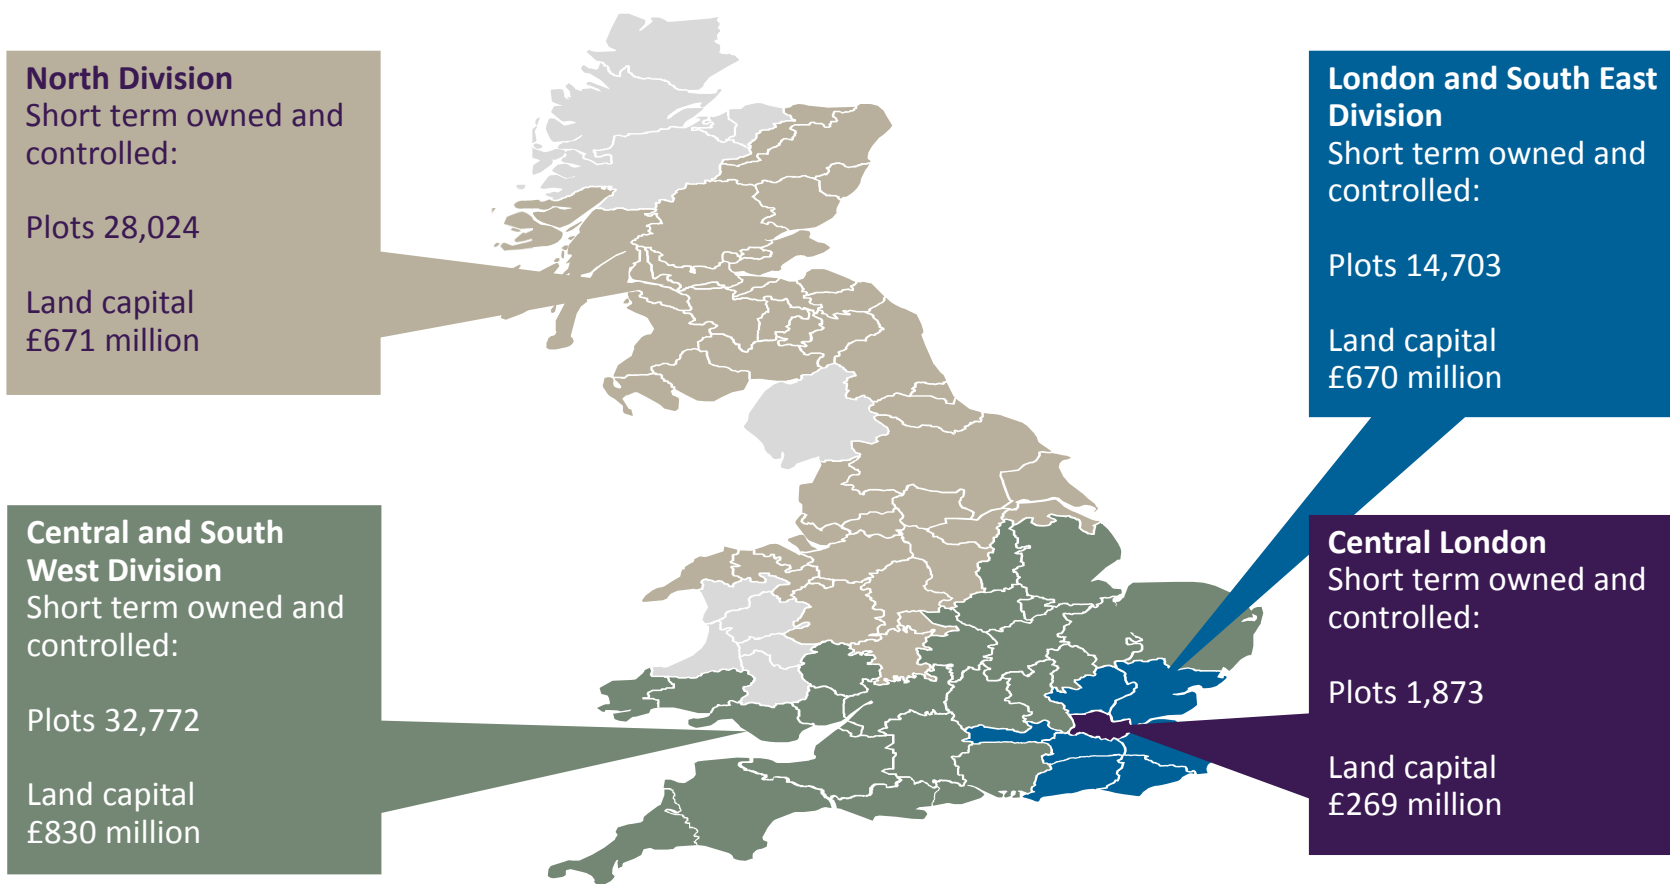 North Division
Short term owned and
controlled:
Plots 28,024
Land capital
£671 million
London and South East
Division
Short term owned and
controlled:
Plots 14,703
Land capital
£670 million
Central and South
West Division
Short term owned and
controlled:
Plots 32,772
Land capital
£830 million
Central London
Short term owned and
controlled:
Plots 1,873
Land capital
£269 million